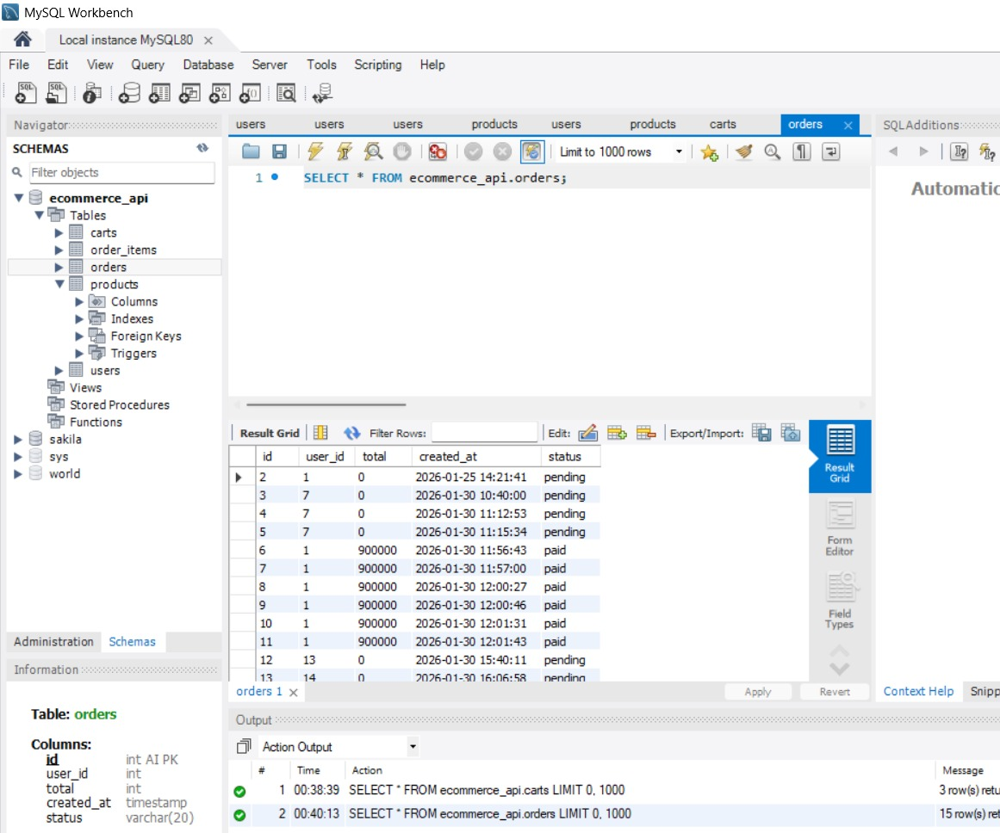 MySQL Workbench
Local instance MySQL80
File Edit View Query Database Server Tools Scripting Help
Navigator
SCHEMAS
Filter objects
ecommerce_api
Tables
carts
order_items
orders
products
Columns
Indexes
Foreign Keys
Triggers
users
Views
Stored Procedures
Functions
sakila
sys
world
Administration Schemas
Information
Table: orders
Columns:
id int AI PK
user_id int
total int
created_at timestamp
status varchar(20)
users users users products users products carts orders
Limit to 1000 rows
1 SELECT * FROM ecommerce_api.orders;
Result Grid Filter Rows: Edit: Export/Import:
id user_id total created_at status
2 1 0 2026-01-25 14:21:41 pending
3 7 0 2026-01-30 10:40:00 pending
4 7 0 2026-01-30 11:12:53 pending
5 7 0 2026-01-30 11:15:34 pending
6 1 900000 2026-01-30 11:56:43 paid
7 1 900000 2026-01-30 11:57:00 paid
8 1 900000 2026-01-30 12:00:27 paid
9 1 900000 2026-01-30 12:00:46 paid
10 1 900000 2026-01-30 12:01:31 paid
11 1 900000 2026-01-30 12:01:43 paid
12 13 0 2026-01-30 15:40:11 pending
13 14 0 2026-01-30 16:06:58 pending
Result
Grid
Form
Editor
Field
Types
orders 1 Apply Revert
SQLAdditions
Automatic
Context Help Snipp
Output
Action Output
# Time Action Message
1 00:38:39 SELECT * FROM ecommerce_api.carts LIMIT 0, 1000 3 row(s) retu
2 00:40:13 SELECT * FROM ecommerce_api.orders LIMIT 0, 1000 15 row(s) ret